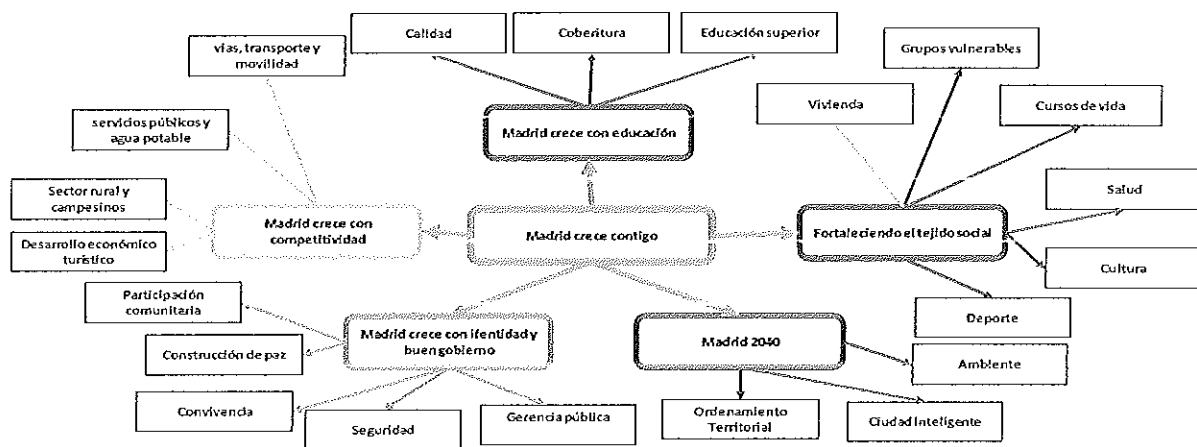 Calidad
Coberitura
Educación superior
Grupos vulnerables
vías, transporte y
movilidad
Vivienda
Cursos de vida
servicios públicos y
agua potable
Madrid crece con educación
Sector rural y
campesinos
Salud
Madrid crece con
competitividad
Madrid crece contigo
Fortaleciendo el tejido social
Desarrollo económico
turístico
Cultura
Participación
comunitaria
Deporte
Madrid crece con ifentidad y
buen gobierno
Madrid 2040
Construcción de paz
Ambiente
Convivencia
Seguridad
Gerencia pública
Ordenamiento
Territorial
Ciudad Inteligente